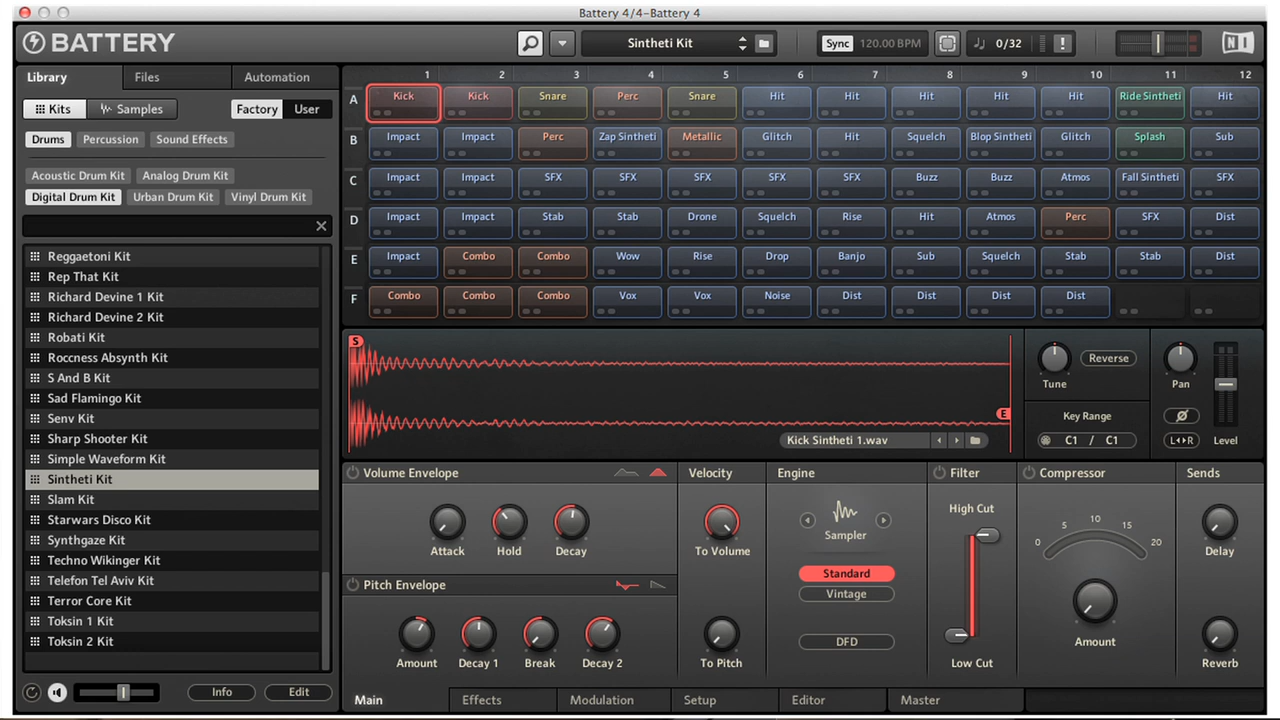 Battery 4/4-Battery 4
BATTERY
Sintheti Kit
Sync 120.00 BPM
0/32 !
Library Files Automation
Kits Samples Factory User
Drums Percussion Sound Effects
Acoustic Drum Kit Analog Drum Kit
Digital Drum Kit Urban Drum Kit Vinyl Drum Kit
Reggaetoni Kit
Rep That Kit
Richard Devine 1 Kit
Richard Devine 2 Kit
Robati Kit
Roccness Absynth Kit
S And B Kit
Sad Flamingo Kit
Senv Kit
Sharp Shooter Kit
Simple Waveform Kit
Sintheti Kit
Slam Kit
Starwars Disco Kit
Synthgaze Kit
Techno Wikinger Kit
Telefon Tel Aviv Kit
Terror Core Kit
Toksin 1 Kit
Toksin 2 Kit
Info Edit
1 2 3 4 5 6 7 8 9 10 11 12
A Kick Kick Snare Perc Snare Hit Hit Hit Hit Hit Ride Sintheti Hit
B Impact Impact Perc Zap Sintheti Metallic Glitch Hit Squelch Blop Sintheti Glitch Splash Sub
C Impact Impact SFX SFX SFX SFX SFX Buzz Buzz Atmos Fall Sintheti SFX
D Impact Impact Stab Stab Drone Squelch Rise Hit Atmos Perc SFX Dist
E Impact Combo Combo Wow Rise Drop Banjo Sub Squelch Stab Stab Dist
F Combo Combo Combo Vox Vox Noise Dist Dist Dist Dist
S
E
Kick Sintheti 1.wav
Tune Reverse
Key Range
C1 / C1
Pan
L R Level
Volume Envelope
Attack Hold Decay
Pitch Envelope
Amount Decay 1 Break Decay 2
Velocity
To Volume
To Pitch
Engine
Sampler
Standard
Vintage
DFD
Filter
High Cut
Low Cut
Compressor
0 5 10 15 20
Amount
Sends
Delay
Reverb
Main Effects Modulation Setup Editor Master